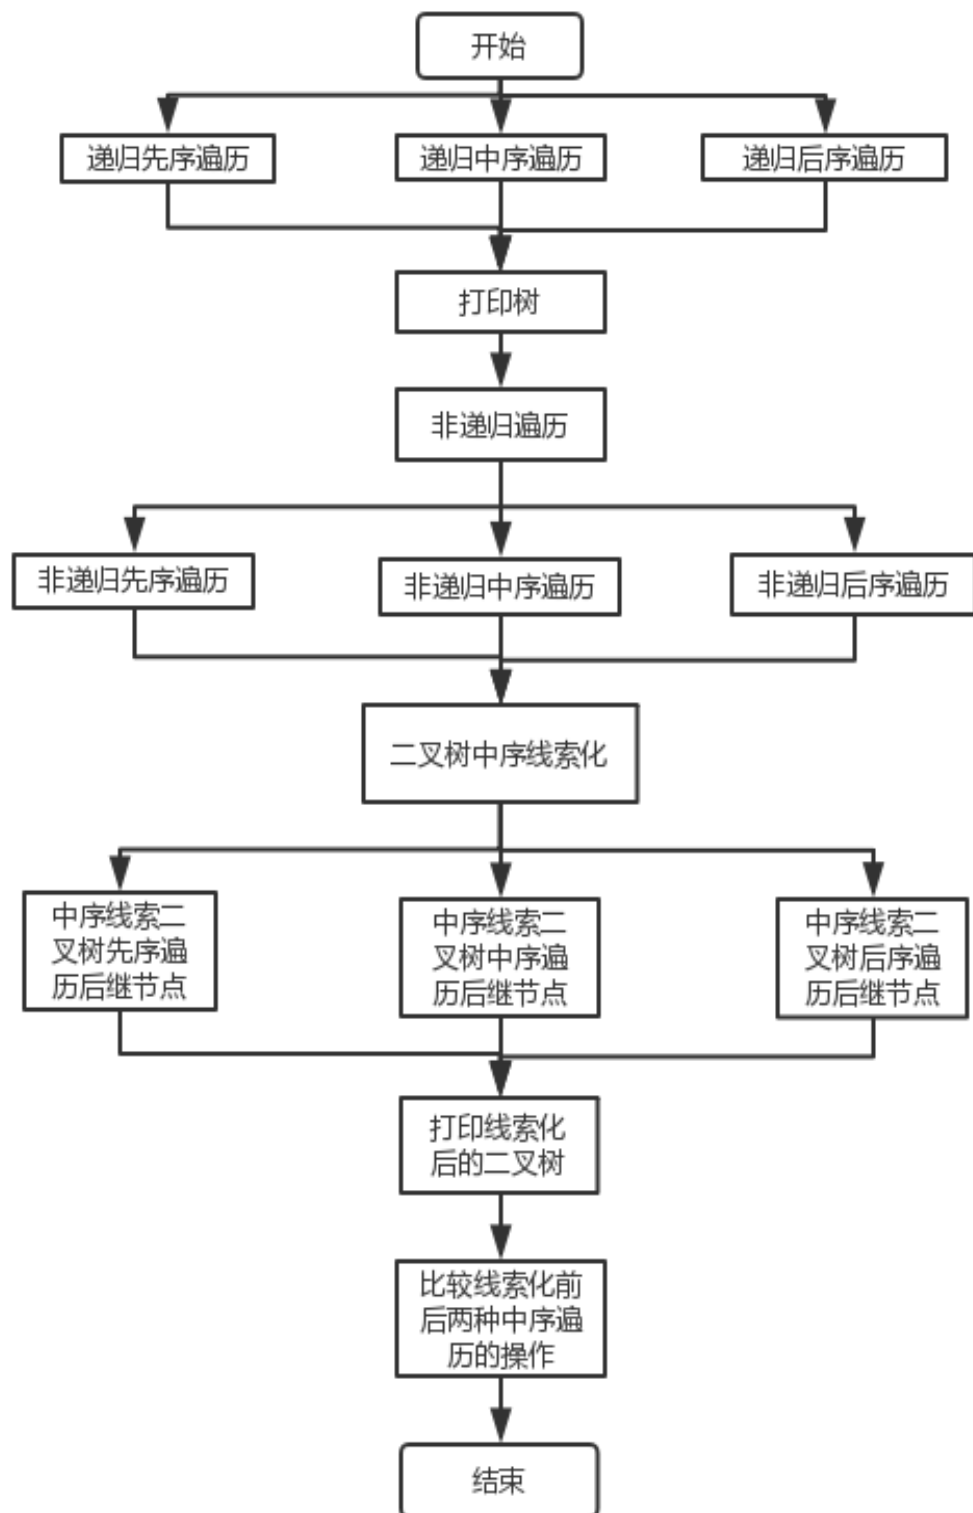 开始
递归先序遍历
递归中序遍历
递归后序遍历
打印树
非递归遍历
非递归先序遍历
非递归中序遍历
非递归后序遍历
二叉树中序线索化
中序线索二
叉树先序遍
历后继节点
中序线索二
叉树中序遍
历后继节点
中序线索二
叉树后序遍
历后继节点
打印线索化
后的二叉树
比较线索化前
后两种中序遍
历的操作
结束